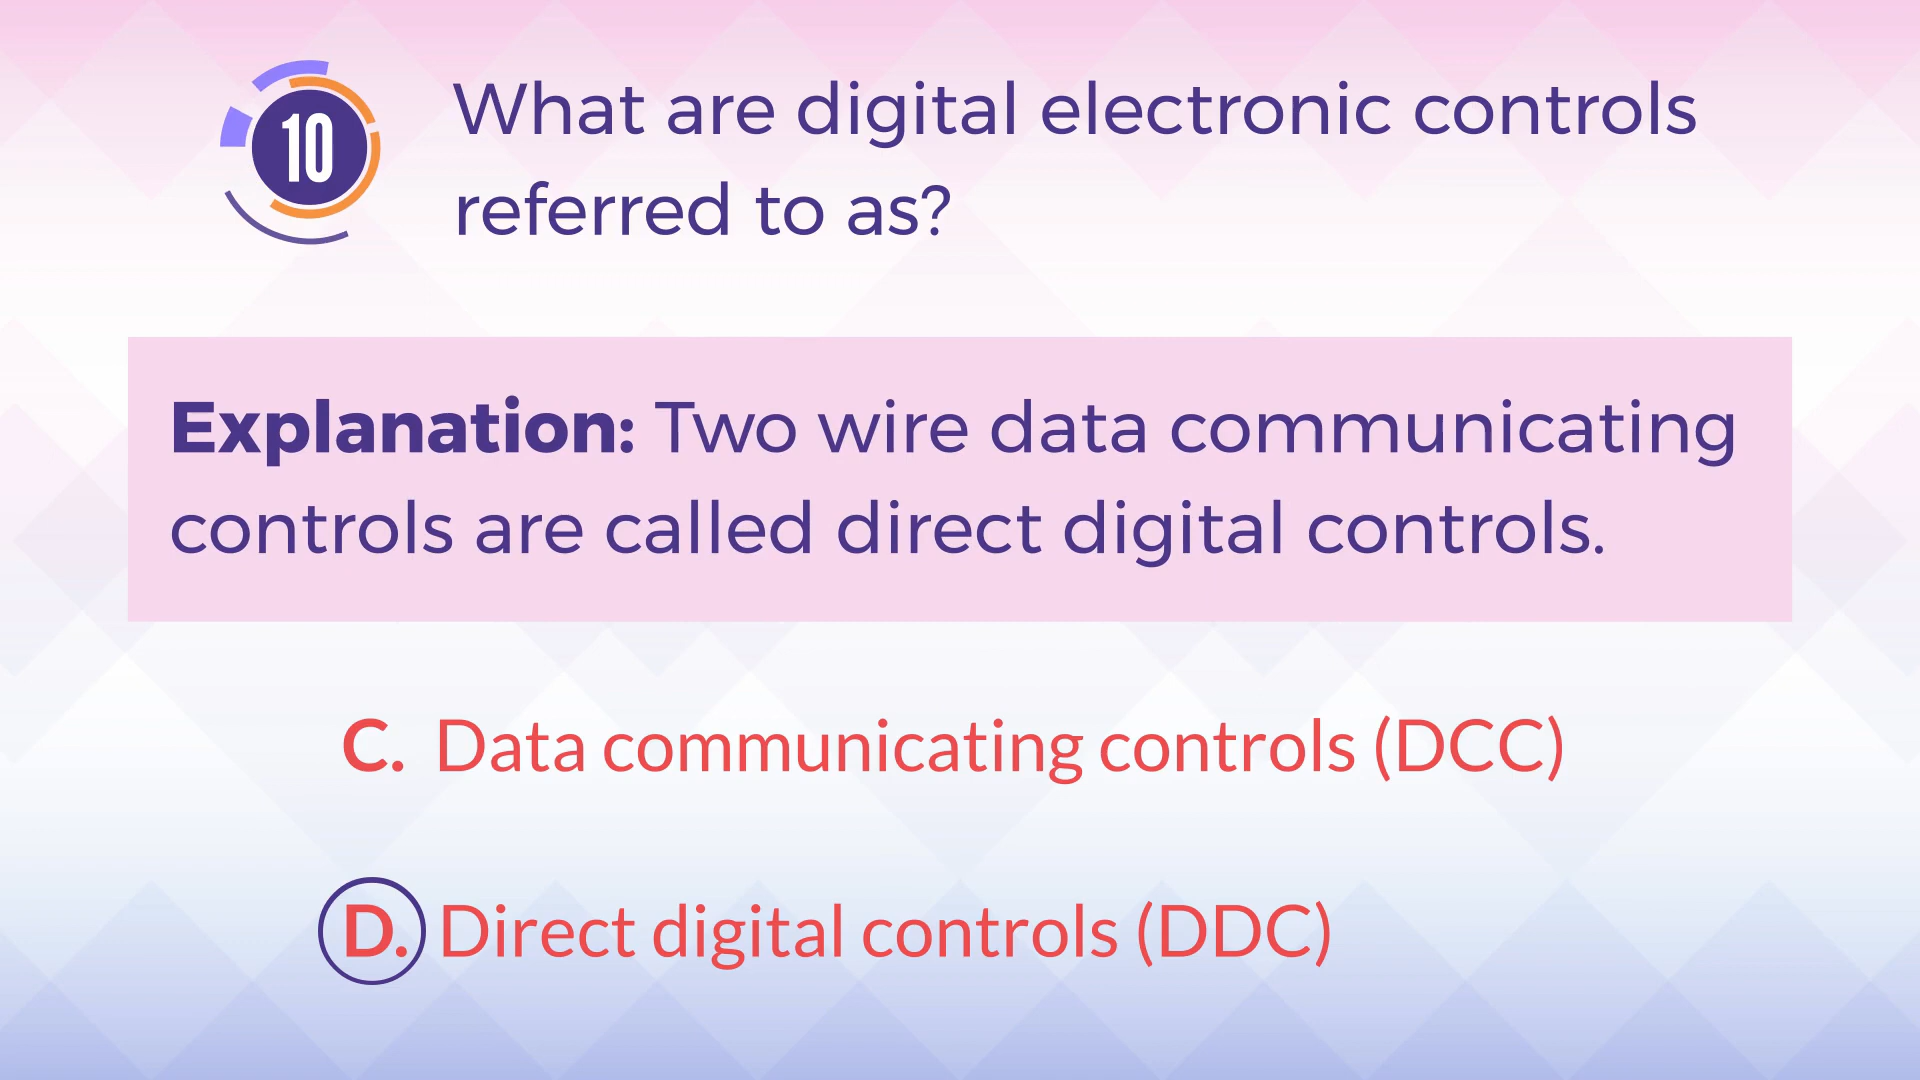 10
What are digital electronic controls
referred to as?
Explanation: Two wire data communicating
controls are called direct digital controls.
C. Data communicating controls (DCC)
D. Direct digital controls (DDC)